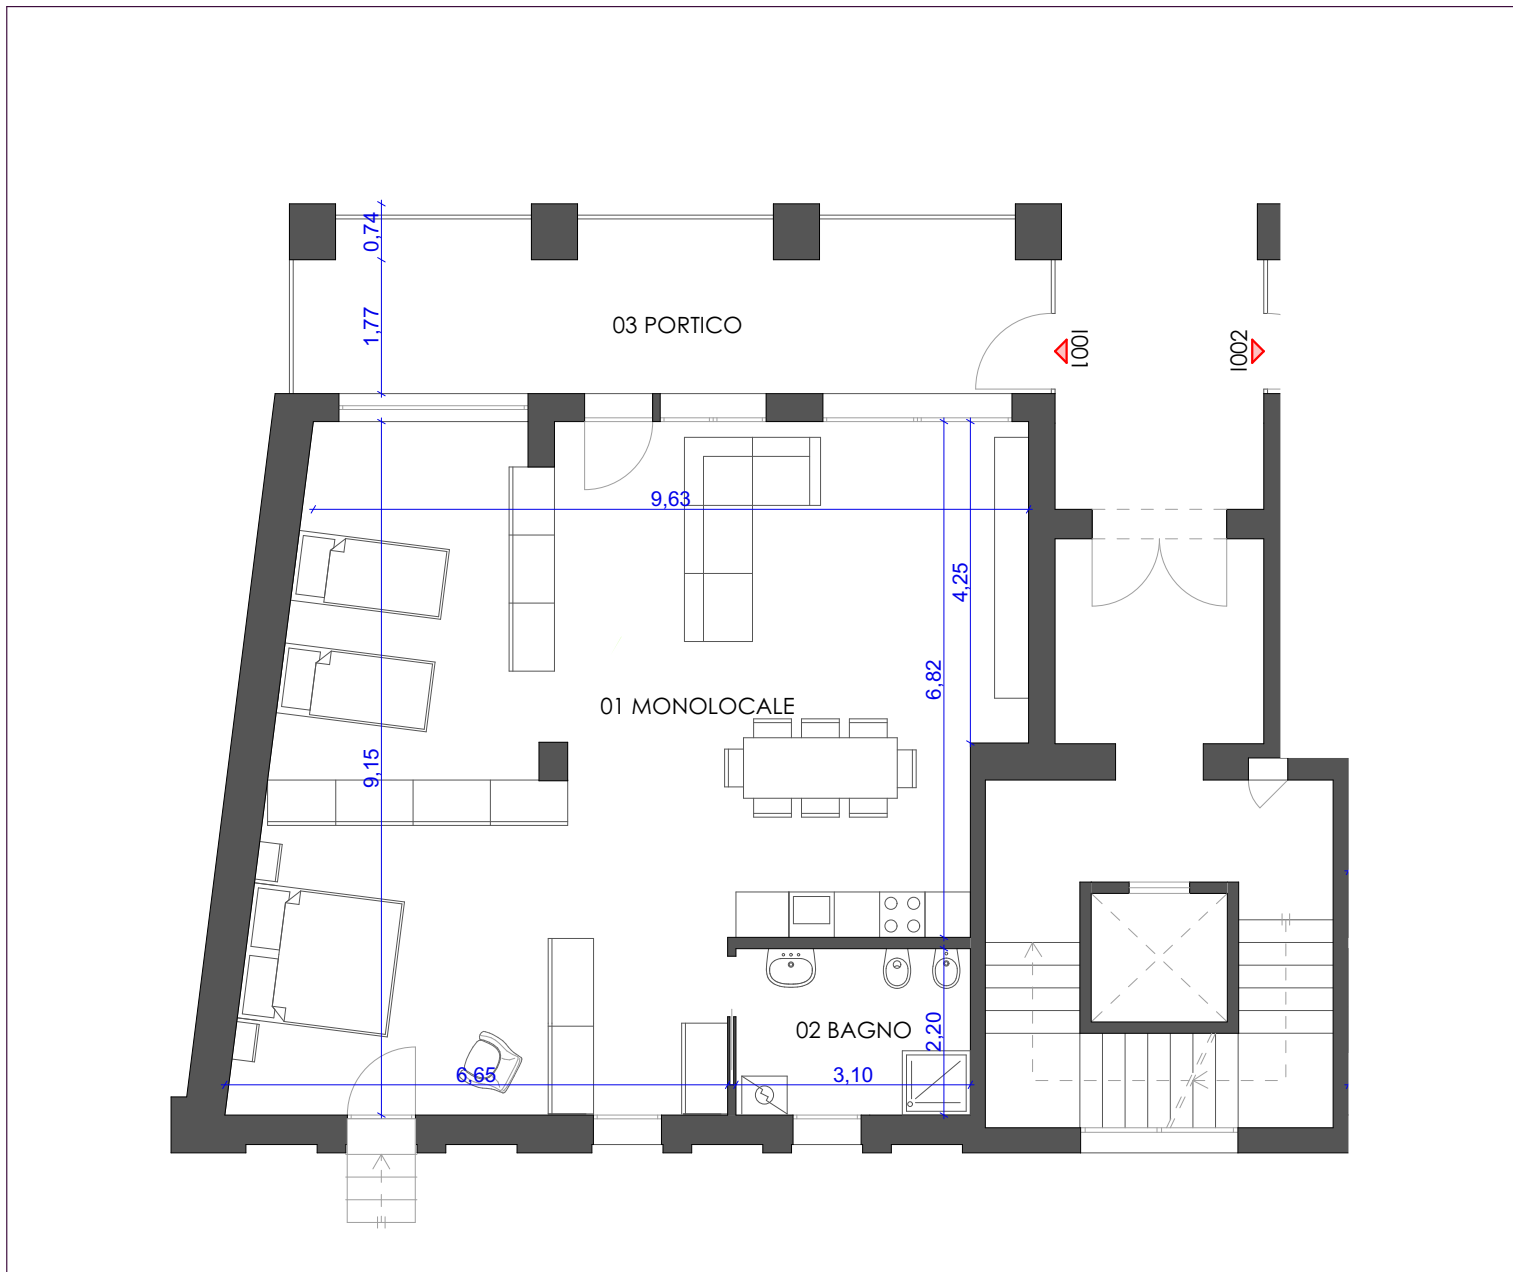 0,74
1,77
03 PORTICO
I001
I002
9,63
4,25
6,82
01 MONOLOCALE
9,15
02 BAGNO
2,20
6,65
3,10